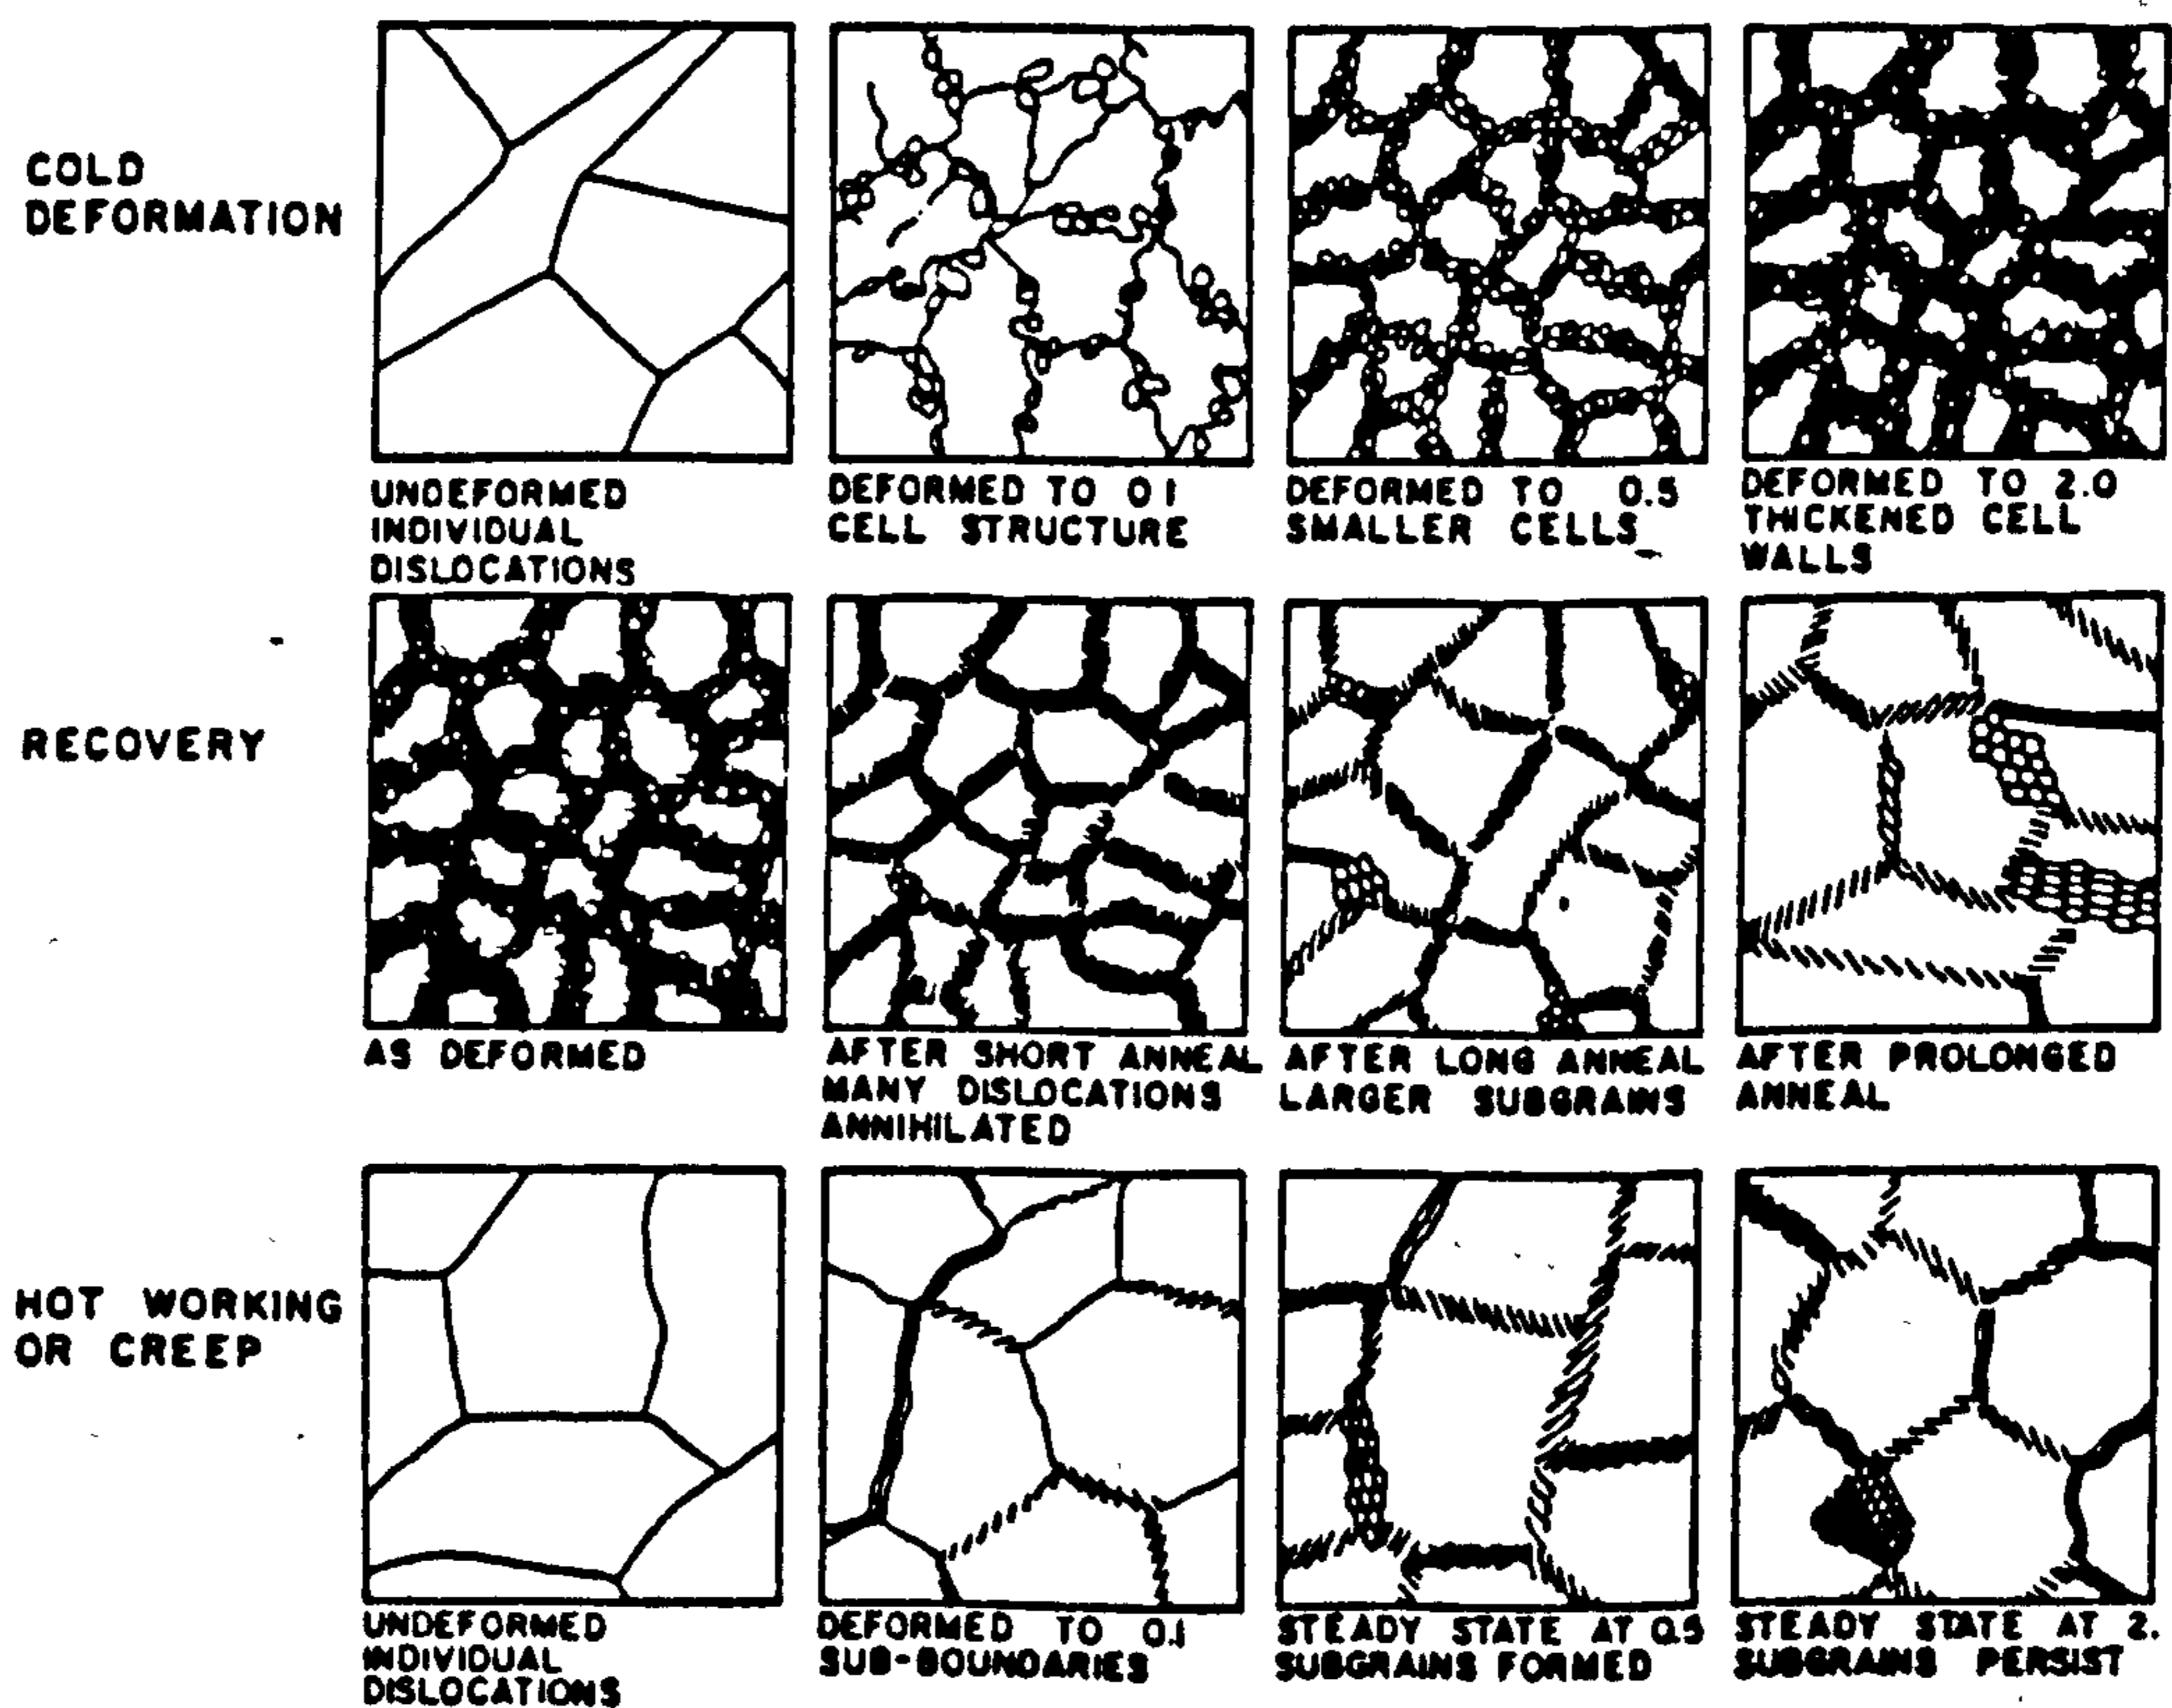 COLD
DEFORMATION
UNDEFORMED
INDIVIDUAL
DISLOCATIONS
DEFORMED TO 01
CELL STRUCTURE
DEFORMED TO 0.5
SMALLER CELLS
DEFORMED TO 2.0
THICKENED CELL
WALLS
RECOVERY
AS DEFORMED
AFTER SHORT ANNEAL
MANY DISLOCATIONS
ANNIHILATED
AFTER LONG ANNEAL
LARGER SUBGRAINS
AFTER PROLONGED
ANNEAL
HOT WORKING
OR CREEP
UNDEFORMED
INDIVIDUAL
DISLOCATIONS
DEFORMED TO 0.1
SUB-BOUNDARIES
STEADY STATE AT 0.5
SUBGRAINS FORMED
STEADY STATE AT 2.
SUBGRAINS PERSIST